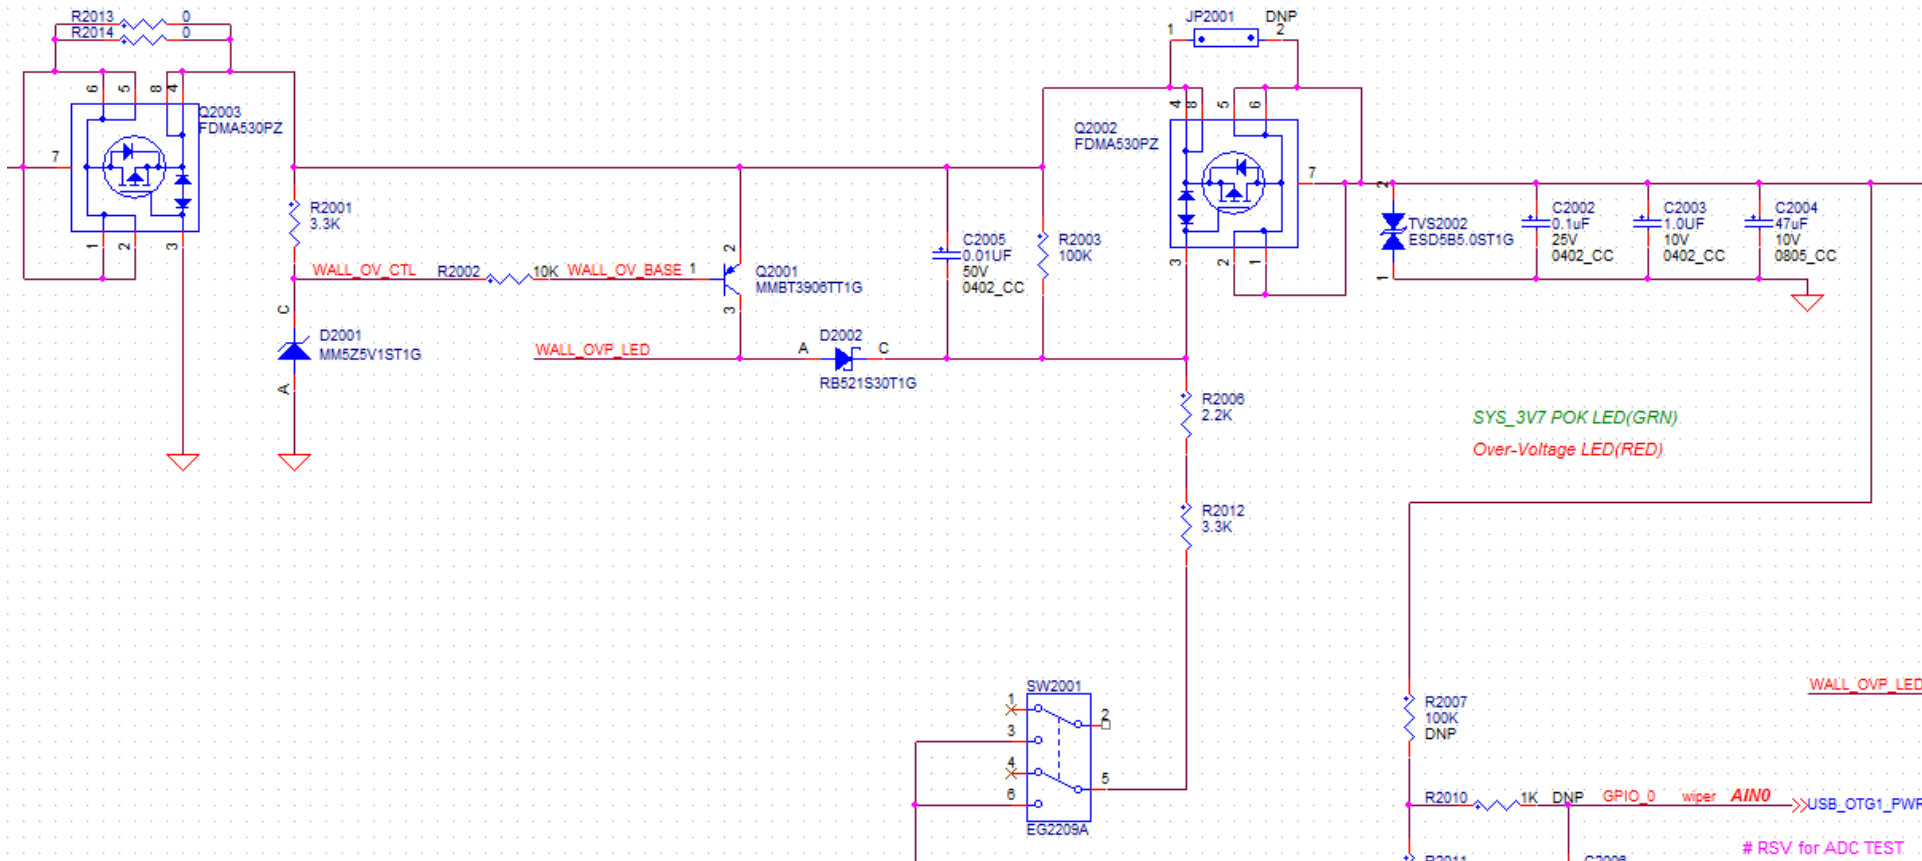 R2013 0
R2014 0
6 5 8 4
Q2003
FDMA530PZ
7
1 2 3
R2001
3.3K
WALL_OV_CTL
R2002 10K
WALL_OV_BASE 1
2
Q2001
MMBT3906TT1G
3
C
D2001
MM5Z5V1ST1G
A
WALL_OVP_LED
A
D2002
C
RB521S30T1G
C2005
0.01UF
50V
0402_CC
R2003
100K
JP2001 DNP
1 2
4 8 5 6
Q2002
FDMA530PZ
7
3 2 1
2
TVS2002
ESD5B5.0ST1G
1
C2002
0.1uF
25V
0402_CC
C2003
1.0UF
10V
0402_CC
C2004
47uF
10V
0805_CC
R2006
2.2K
R2012
3.3K
SYS_3V7 POK LED(GRN)
Over-Voltage LED(RED)
SW2001
1
2
3
4
5
6
EG2209A
R2007
100K
DNP
WALL_OVP_LED
R2010 1K DNP GPIO_0 wiper AIN0 USB_OTG1_PWR
# RSV for ADC TEST
R2011 C2006